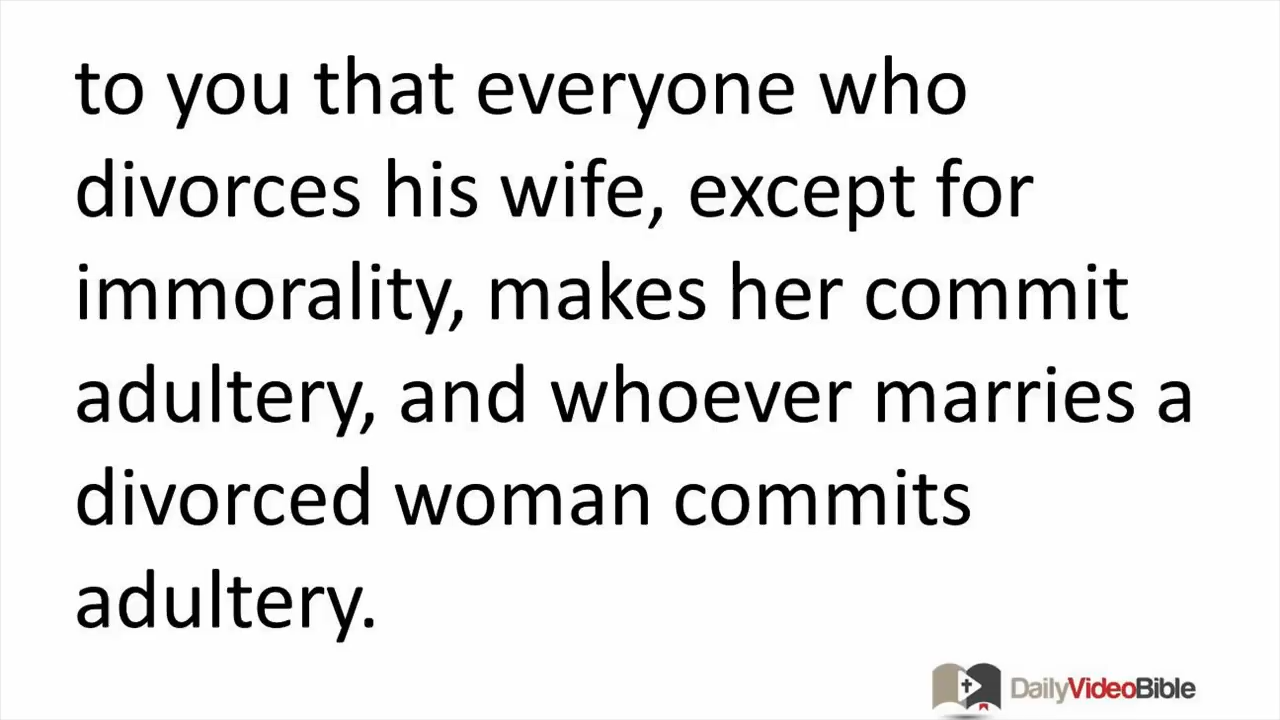 to you that everyone who
divorces his wife, except for
immorality, makes her commit
adultery, and whoever marries a
divorced woman commits
adultery.
DailyVideoBible